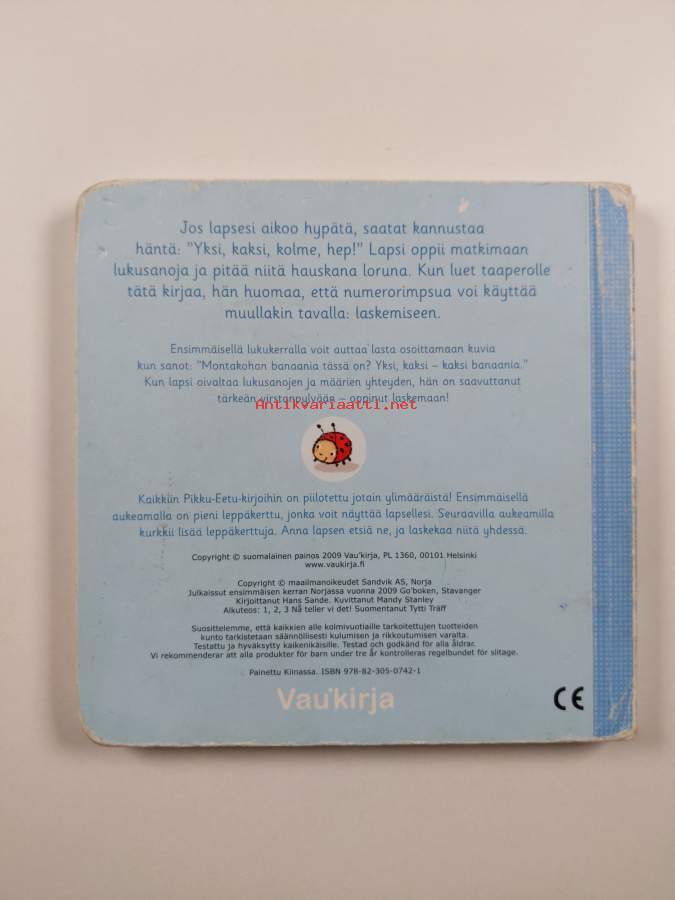 Jos lapsesi aikoo hypätä, saatat kannustaa
häntä: "Yksi, kaksi, kolme, hep!" Lapsi oppii matkimaan
lukusanoja ja pitää niitä hauskana loruna. Kun luet taaperolle
tätä kirjaa, hän huomaa, että numerorimpsua voi käyttää
muullakin tavalla: laskemiseen.
Ensimmäisellä lukukerralla voit auttaa lasta osoittamaan kuvia
kun sanot: "Montakohan banaania tässä on? Yksi, kaksi – kaksi banaania."
Kun lapsi oivaltaa lukusanojen ja määrien yhteyden, hän on saavuttanut
tärkeän virstanpylvään – oppinut laskemaan!
Antikvariaatti.net
Kaikkiin Pikku-Eetu-kirjoihin on piilotettu jotain ylimääräistä! Ensimmäisellä
aukeamalla on pieni leppäkerttu, jonka voit näyttää lapsellesi. Seuraavilla aukeamilla
kurkkii lisää leppäkerttuja. Anna lapsen etsiä ne, ja laskekaa niitä yhdessä.
Copyright © suomalainen painos 2009 Vau'kirja, PL 1360, 00101 Helsinki
www.vaukirja.fi
Copyright © maailmanoikeudet Sandvik AS, Norja
Julkaissut ensimmäisen kerran Norjassa vuonna 2009 Go'boken, Stavanger
Kirjoittanut Hans Sande. Kuvittanut Mandy Stanley
Alkuteos: 1, 2, 3 Nå teller vi det! Suomentanut Tytti Träff
Suosittelemme, että kaikkien alle kolmivuotiaille tarkoitettujen tuotteiden
kunto tarkistetaan säännöllisesti kulumisen ja rikkoutumisen varalta.
Testattu ja hyväksytty kaikenikäisille. Testad och godkänd för alla åldrar.
Vi rekommenderar att alla produkter för barn under tre år kontrolleras regelbundet för slitage.
Painettu Kiinassa. ISBN 978-82-305-0742-1
Vau'kirja
CE